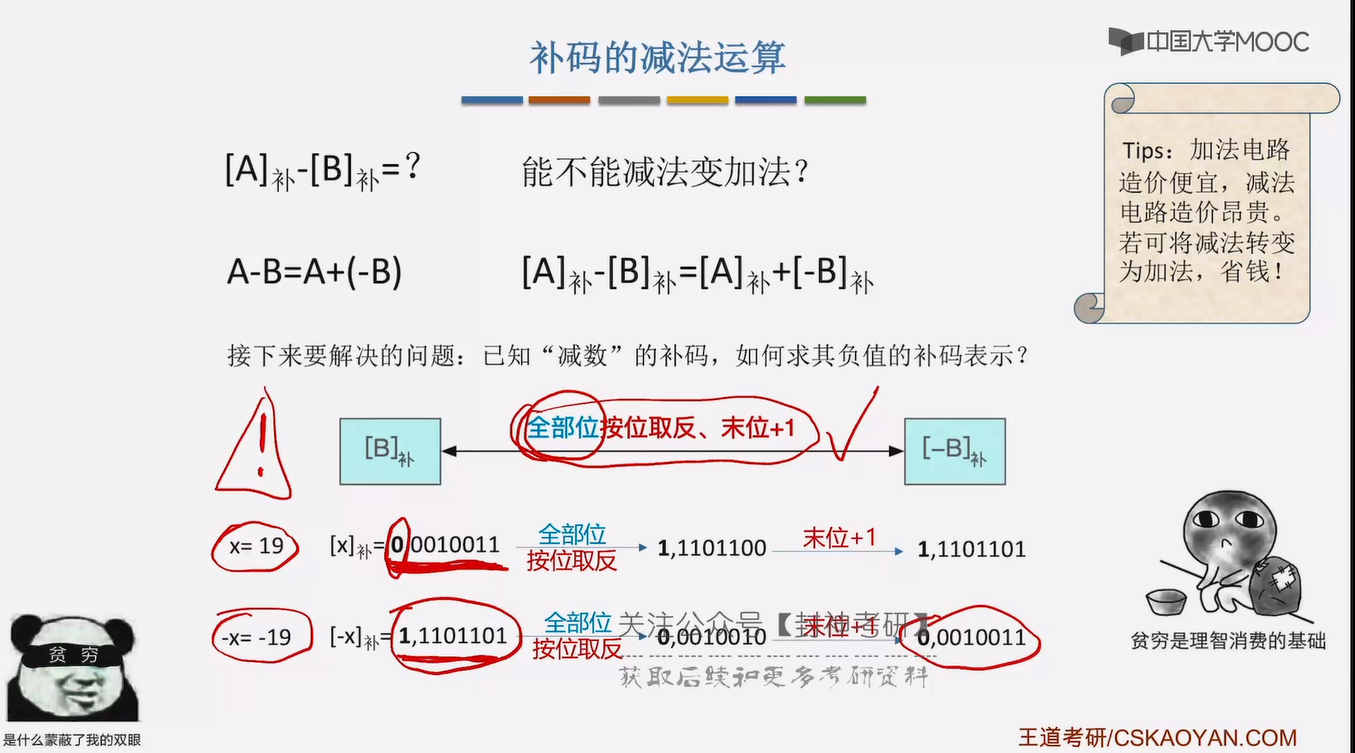 补码的减法运算
中国大学MOOC
[A]补-[B]补=？
能不能减法变加法？
Tips：加法电路
造价便宜，减法
电路造价昂贵。
若可将减法转变
为加法，省钱！
A-B=A+(-B)
[A]补-[B]补=[A]补+[-B]补
接下来要解决的问题：已知“减数”的补码，如何求其负值的补码表示？
全部位按位取反、末位+1
[B]补
[-B]补
x= 19
[x]补=0,0010011
全部位
按位取反
1,1101100
末位+1
1,1101101
-x= -19
[-x]补=1,1101101
全部位
按位取反
0,0010010
末位+1
0,0010011
关注公众号【封神考研】
获取后续和更多考研资料
贫穷
是什么蒙蔽了我的双眼
贫穷是理智消费的基础
王道考研/CSKAOYAN.COM